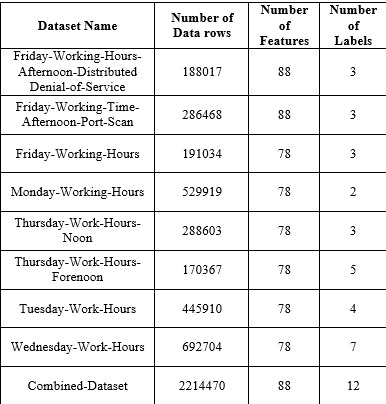 Dataset Name Number of Data rows Number of Features Number of Labels
Friday-Working-Hours-Afternoon-Distributed Denial-of-Service 188017 88 3
Friday-Working-Time-Afternoon-Port-Scan 286468 88 3
Friday-Working-Hours 191034 78 3
Monday-Working-Hours 529919 78 2
Thursday-Work-Hours-Noon 288603 78 3
Thursday-Work-Hours-Forenoon 170367 78 5
Tuesday-Work-Hours 445910 78 4
Wednesday-Work-Hours 692704 78 7
Combined-Dataset 2214470 88 12